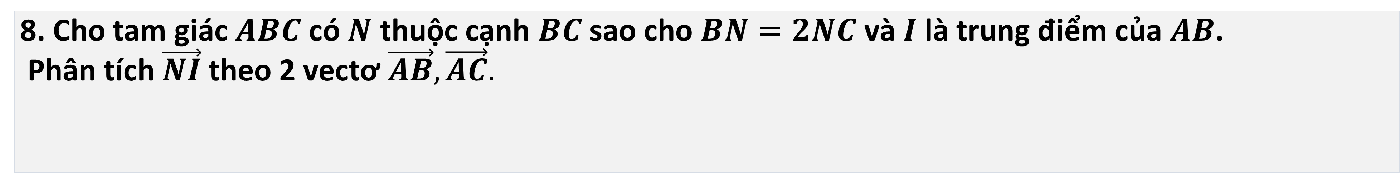 8. Cho tam giác $ABC$ có $N$ thuộc cạnh $BC$ sao cho $BN = 2NC$ và $I$ là trung điểm của $AB$.
Phân tích $\overrightarrow{NI}$ theo 2 vectơ $\overrightarrow{AB}, \overrightarrow{AC}$.